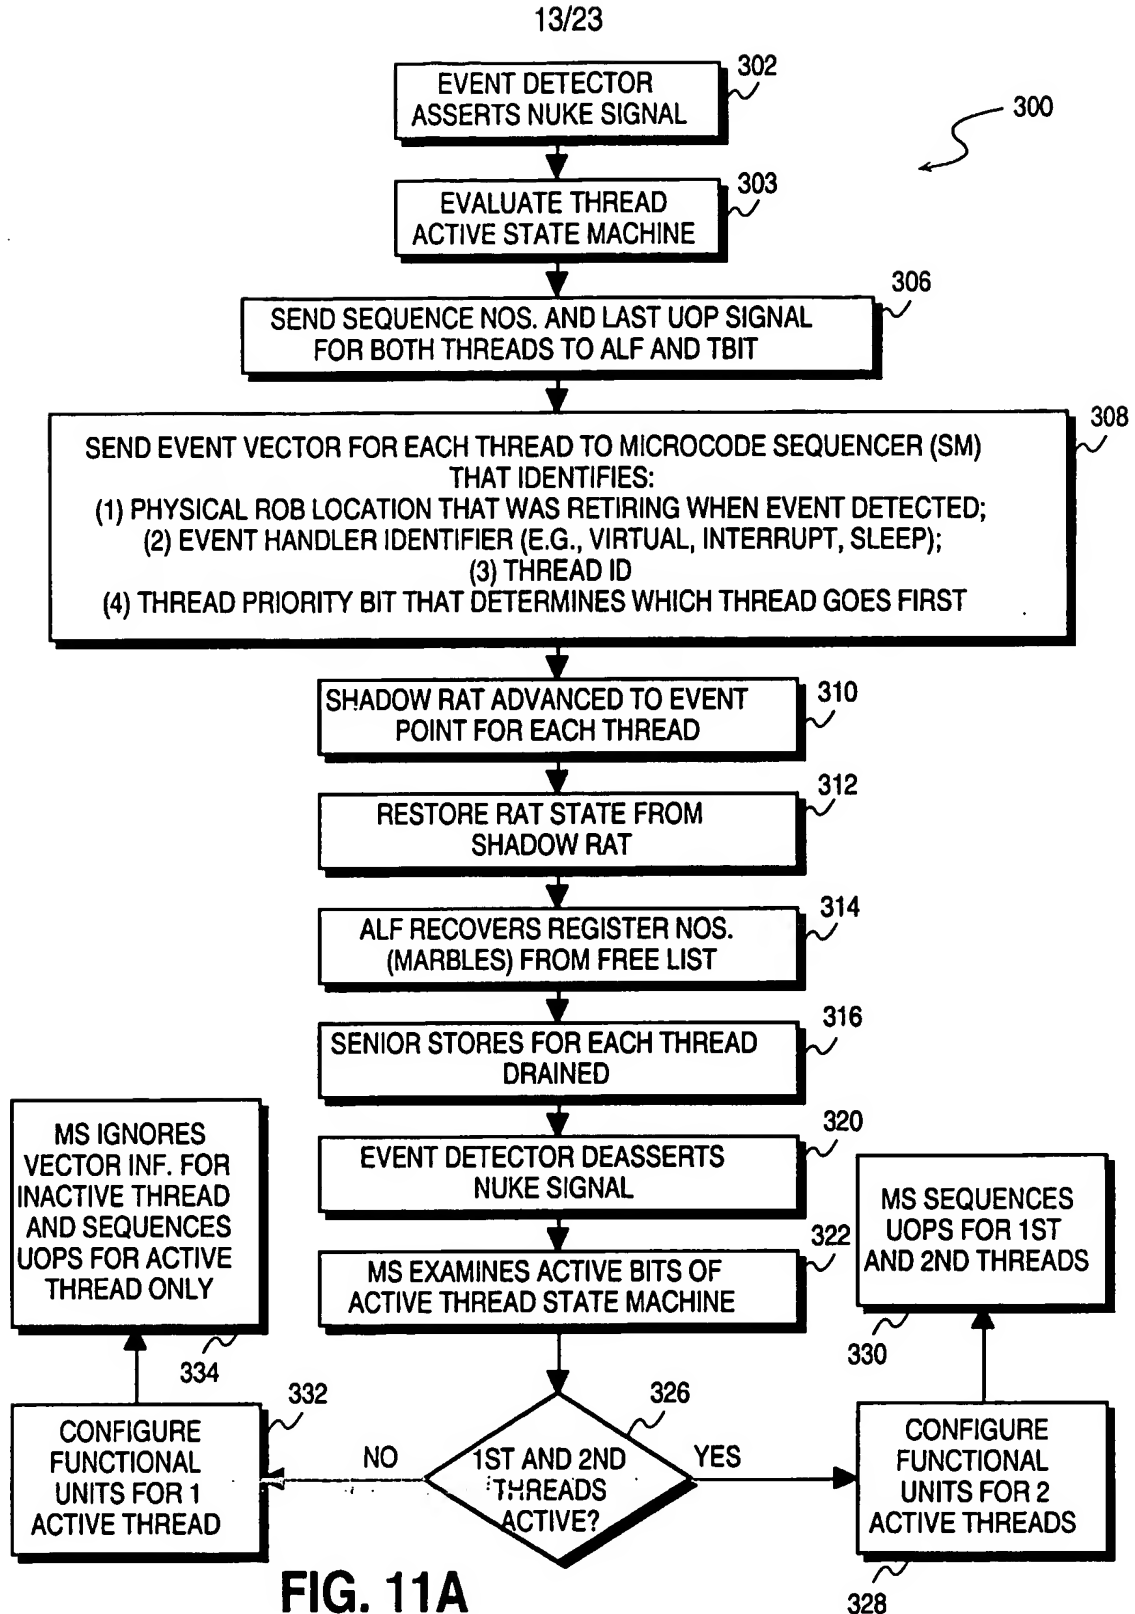 13/23
EVENT DETECTOR
ASSERTS NUKE SIGNAL
302
300
EVALUATE THREAD
ACTIVE STATE MACHINE
303
SEND SEQUENCE NOS. AND LAST UOP SIGNAL
FOR BOTH THREADS TO ALF AND TBIT
306
SEND EVENT VECTOR FOR EACH THREAD TO MICROCODE SEQUENCER (SM)
THAT IDENTIFIES:
(1) PHYSICAL ROB LOCATION THAT WAS RETIRING WHEN EVENT DETECTED;
(2) EVENT HANDLER IDENTIFIER (E.G., VIRTUAL, INTERRUPT, SLEEP);
(3) THREAD ID
(4) THREAD PRIORITY BIT THAT DETERMINES WHICH THREAD GOES FIRST
308
SHADOW RAT ADVANCED TO EVENT
POINT FOR EACH THREAD
310
RESTORE RAT STATE FROM
SHADOW RAT
312
ALF RECOVERS REGISTER NOS.
(MARBLES) FROM FREE LIST
314
SENIOR STORES FOR EACH THREAD
DRAINED
316
EVENT DETECTOR DEASSERTS
NUKE SIGNAL
320
MS EXAMINES ACTIVE BITS OF
ACTIVE THREAD STATE MACHINE
322
1ST AND 2ND
THREADS
ACTIVE?
326
NO
YES
CONFIGURE
FUNCTIONAL
UNITS FOR 1
ACTIVE THREAD
332
MS IGNORES
VECTOR INF. FOR
INACTIVE THREAD
AND SEQUENCES
UOPS FOR ACTIVE
THREAD ONLY
334
CONFIGURE
FUNCTIONAL
UNITS FOR 2
ACTIVE THREADS
328
MS SEQUENCES
UOPS FOR 1ST
AND 2ND THREADS
330
FIG. 11A